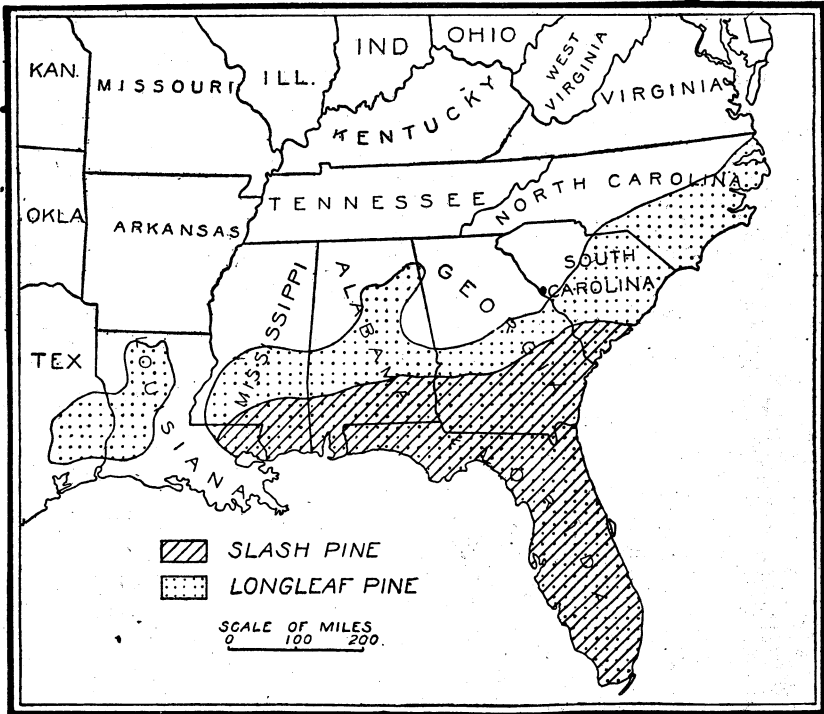 KAN.
MISSOURI
ILL.
IND
OHIO
WEST VIRGINIA
VIRGINIA
KENTUCKY
OKLA
ARKANSAS
TENNESSEE
NORTH CAROLINA
SOUTH
CAROLINA
TEX
LOUISIANA
MISSISSIPPI
ALABAMA
GEORGIA
FLORIDA
SLASH PINE
LONGLEAF PINE
SCALE OF MILES
0 100 200